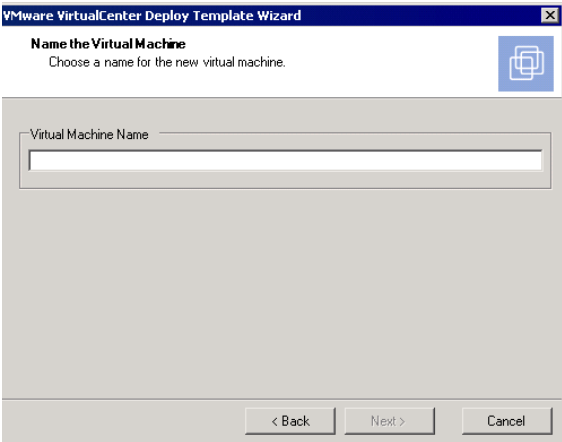 VMware VirtualCenter Deploy Template Wizard
Name the Virtual Machine
Choose a name for the new virtual machine.
Virtual Machine Name
< Back Next > Cancel